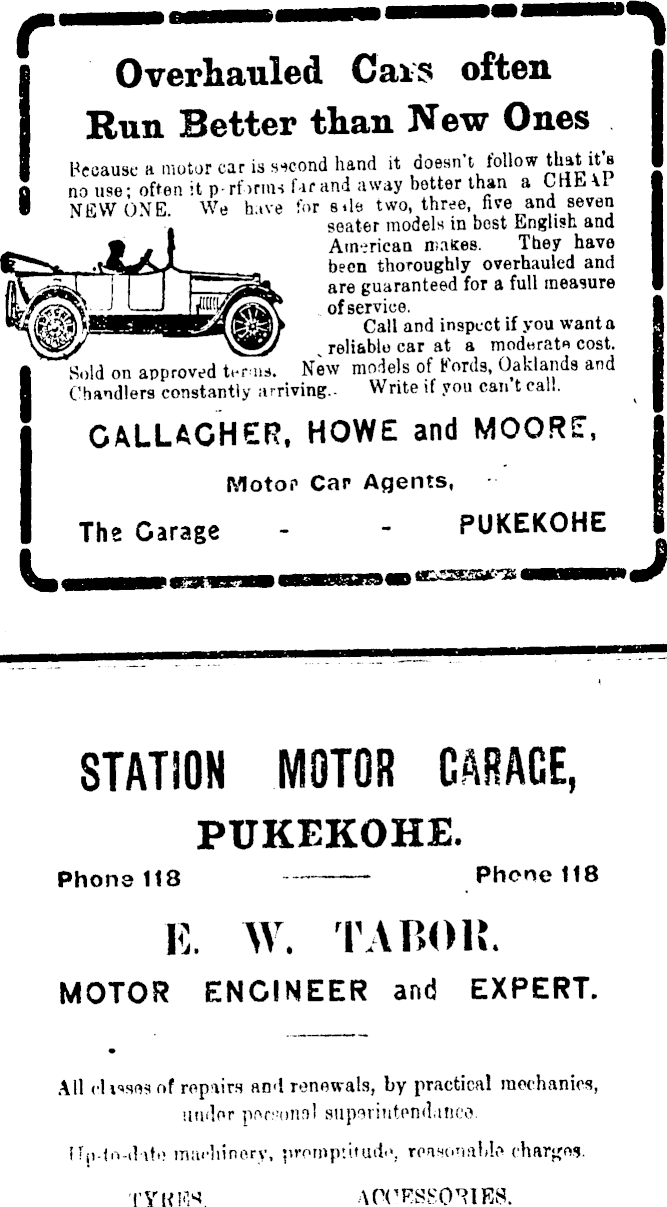 Overhauled Cars often
Run Better than New Ones
Because a motor car is second hand it doesn't follow that it's
no use; often it performs far and away better than a CHEAP
NEW ONE. We have for sale two, three, five and seven
seater models in best English and
American makes. They have
been thoroughly overhauled and
are guaranteed for a full measure
of service.
Call and inspect if you want a
reliable car at a moderate cost.
Sold on approved terms. New models of Fords, Oaklands and
Chandlers constantly arriving.. Write if you can't call.
GALLAGHER, HOWE and MOORE,
Motor Car Agents,
The Garage - - PUKEKOHE
STATION MOTOR GARAGE,
PUKEKOHE.
Phone 118 Phone 118
E. W. TABOR.
MOTOR ENGINEER and EXPERT.
All classes of repairs and renewals, by practical mechanics,
under personal superintendance.
Up-to-date machinery, promptitude, reasonable charges.
TYRES. ACCESSORIES.